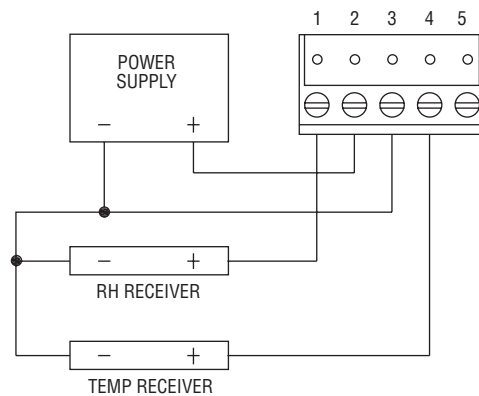 1 2 3 4 5
POWER
SUPPLY
− +
− +
RH RECEIVER
− +
TEMP RECEIVER